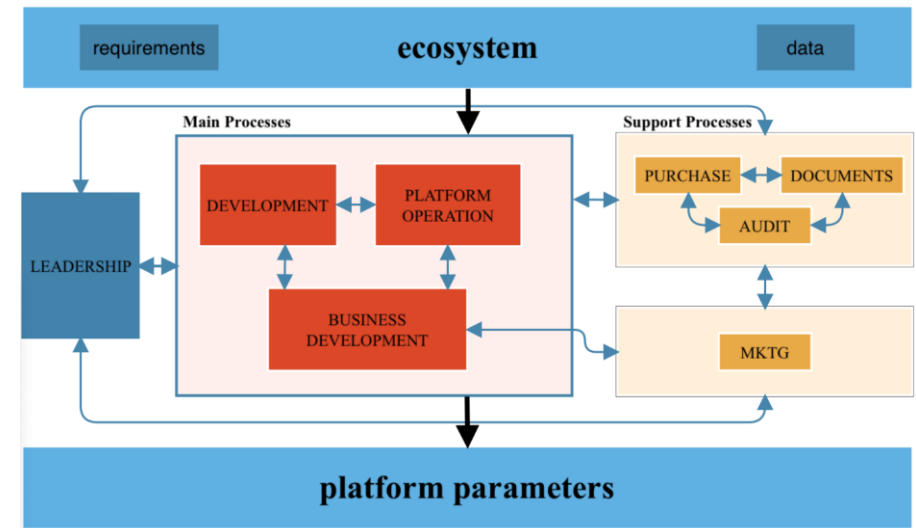 requirements
ecosystem
data
Main Processes
Support Processes
DEVELOPMENT
PLATFORM
OPERATION
PURCHASE
DOCUMENTS
AUDIT
LEADERSHIP
BUSINESS
DEVELOPMENT
MKTG
platform parameters